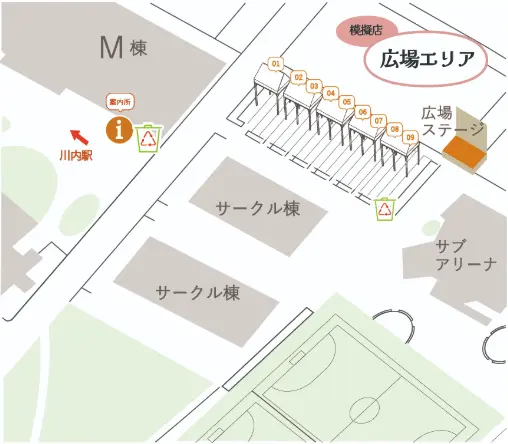 模擬店
広場エリア
M棟
01
02
03
04
05
06
07
08
09
案内所
i
川内駅
広場
ステージ
サークル棟
サブ
アリーナ
サークル棟